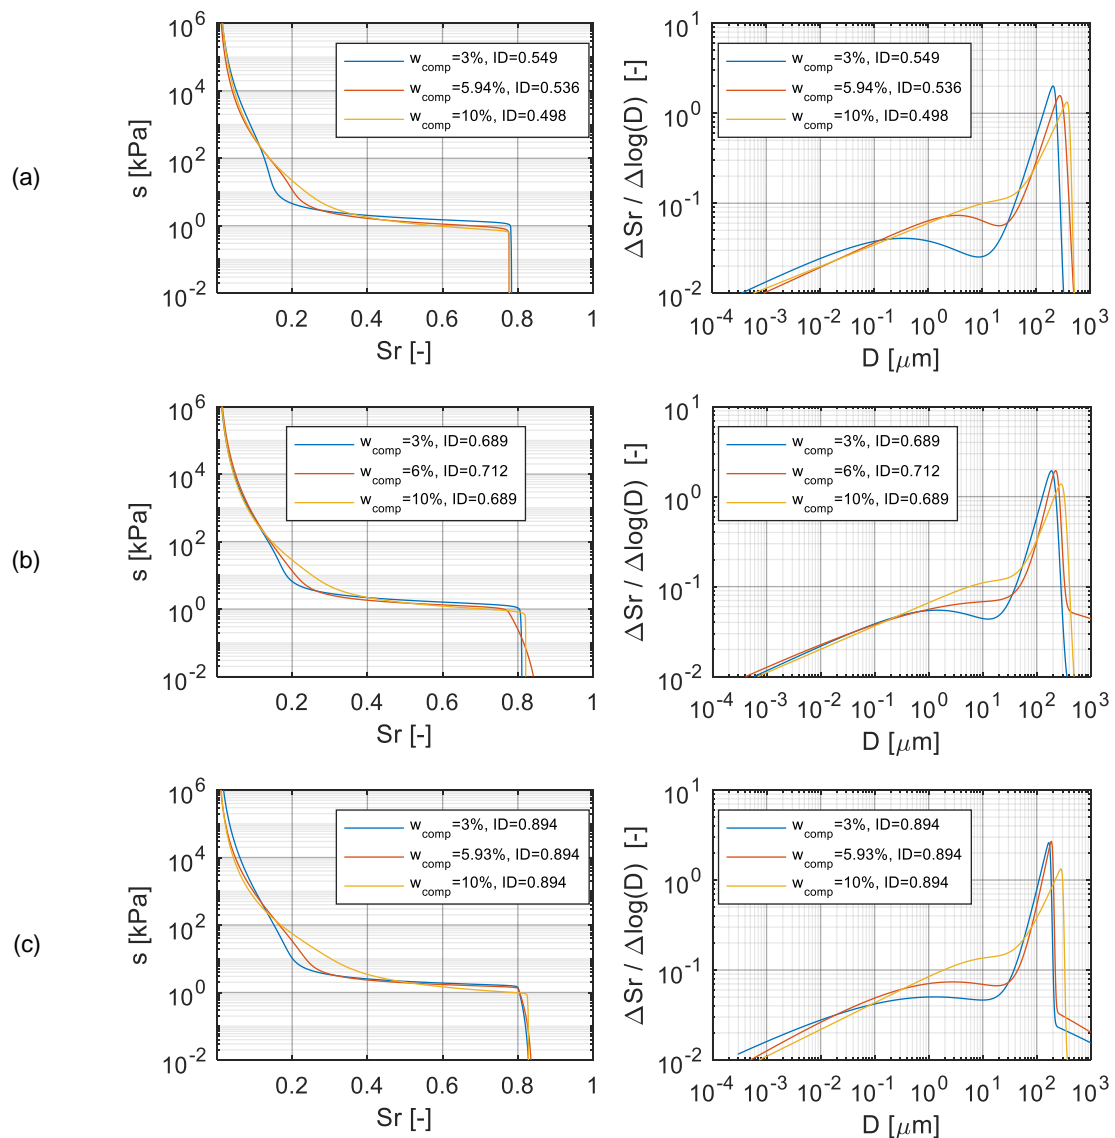 (a)
10^6
10^4
10^2
10^0
10^-2
s [kPa]
0.2 0.4 0.6 0.8 1
Sr [-]
w_comp=3%, ID=0.549
w_comp=5.94%, ID=0.536
w_comp=10%, ID=0.498
10^1
10^0
10^-1
10^-2
ΔSr / Δlog(D) [-]
10^-4 10^-3 10^-2 10^-1 10^0 10^1 10^2 10^3
D [μm]
w_comp=3%, ID=0.549
w_comp=5.94%, ID=0.536
w_comp=10%, ID=0.498
(b)
10^6
10^4
10^2
10^0
10^-2
s [kPa]
0.2 0.4 0.6 0.8 1
Sr [-]
w_comp=3%, ID=0.689
w_comp=6%, ID=0.712
w_comp=10%, ID=0.689
10^1
10^0
10^-1
10^-2
ΔSr / Δlog(D) [-]
10^-4 10^-3 10^-2 10^-1 10^0 10^1 10^2 10^3
D [μm]
w_comp=3%, ID=0.689
w_comp=6%, ID=0.712
w_comp=10%, ID=0.689
(c)
10^6
10^4
10^2
10^0
10^-2
s [kPa]
0.2 0.4 0.6 0.8 1
Sr [-]
w_comp=3%, ID=0.894
w_comp=5.93%, ID=0.894
w_comp=10%, ID=0.894
10^1
10^0
10^-1
10^-2
ΔSr / Δlog(D) [-]
10^-4 10^-3 10^-2 10^-1 10^0 10^1 10^2 10^3
D [μm]
w_comp=3%, ID=0.894
w_comp=5.93%, ID=0.894
w_comp=10%, ID=0.894